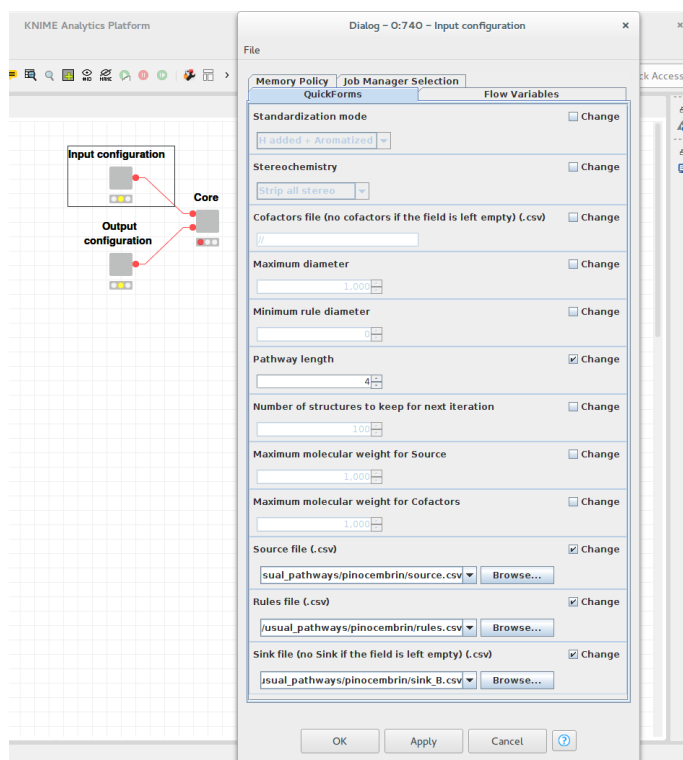 KNIME Analytics Platform
Dialog - 0:740 - Input configuration
File
ck Access
Memory Policy Job Manager Selection
QuickForms Flow Variables
Standardization mode Change
H added + Aromatized
Stereochemistry Change
Strip all stereo
Cofactors file (no cofactors if the field is left empty) (.csv) Change
//
Maximum diameter Change
1,000
Minimum rule diameter Change
0
Pathway length Change
4
Number of structures to keep for next iteration Change
100
Maximum molecular weight for Source Change
1,000
Maximum molecular weight for Cofactors Change
1,000
Source file (.csv) Change
sual_pathways/pinocembrin/source.csv Browse...
Rules file (.csv) Change
/usual_pathways/pinocembrin/rules.csv Browse...
Sink file (no Sink if the field is left empty) (.csv) Change
usual_pathways/pinocembrin/sink_B.csv Browse...
OK Apply Cancel ?
Input configuration
Core
Output
configuration